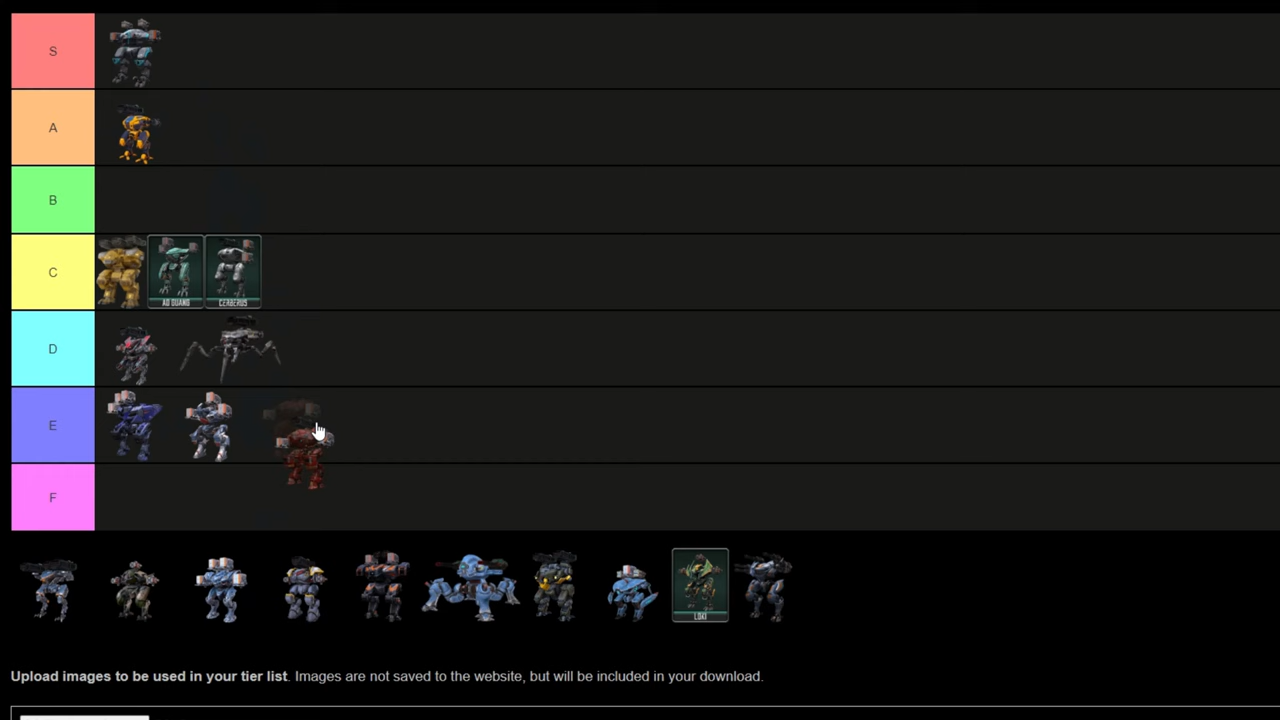 S
A
B
C
AO GUANG
CERBERUS
D
E
F
LOKI
Upload images to be used in your tier list. Images are not saved to the website, but will be included in your download.